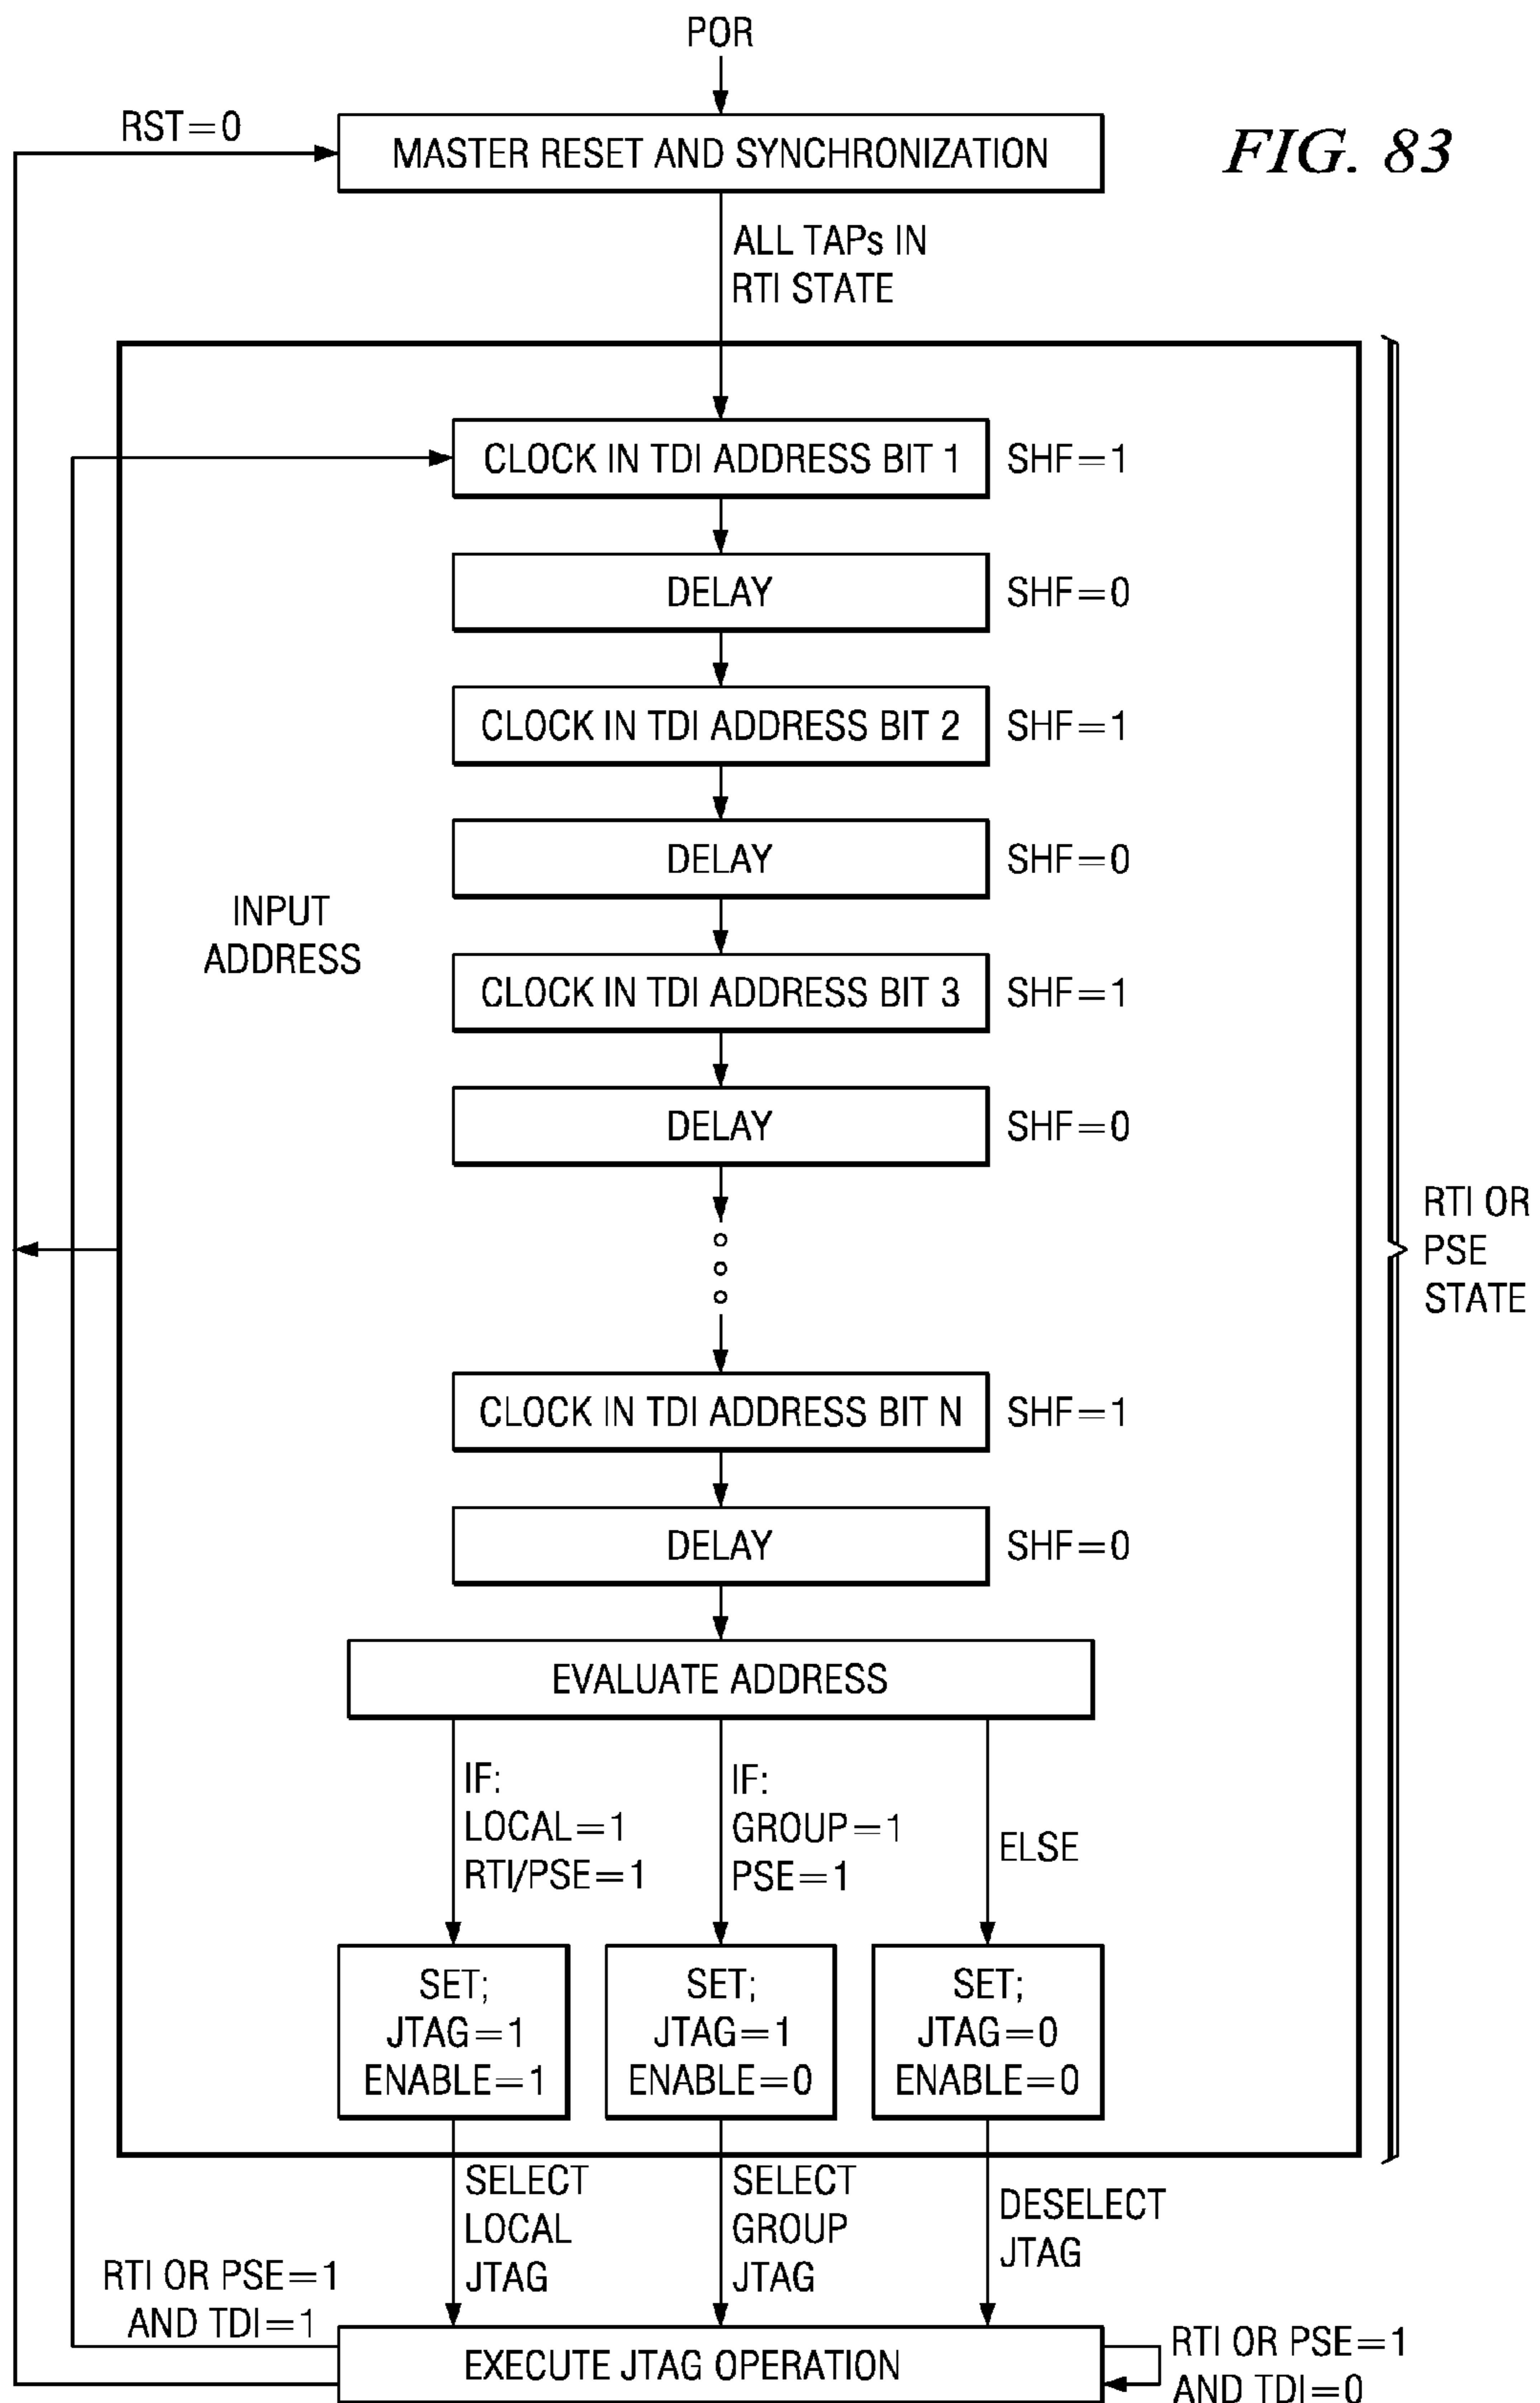 POR
RST=0
MASTER RESET AND SYNCHRONIZATION
FIG. 83
ALL TAPs IN
RTI STATE
CLOCK IN TDI ADDRESS BIT 1
SHF=1
DELAY
SHF=0
CLOCK IN TDI ADDRESS BIT 2
SHF=1
DELAY
SHF=0
INPUT
ADDRESS
CLOCK IN TDI ADDRESS BIT 3
SHF=1
DELAY
SHF=0
RTI OR
PSE
STATE
CLOCK IN TDI ADDRESS BIT N
SHF=1
DELAY
SHF=0
EVALUATE ADDRESS
IF:
LOCAL=1
RTI/PSE=1
IF:
GROUP=1
PSE=1
ELSE
SET;
JTAG=1
ENABLE=1
SET;
JTAG=1
ENABLE=0
SET;
JTAG=0
ENABLE=0
SELECT
LOCAL
JTAG
SELECT
GROUP
JTAG
DESELECT
JTAG
RTI OR PSE=1
AND TDI=1
EXECUTE JTAG OPERATION
RTI OR PSE=1
AND TDI=0